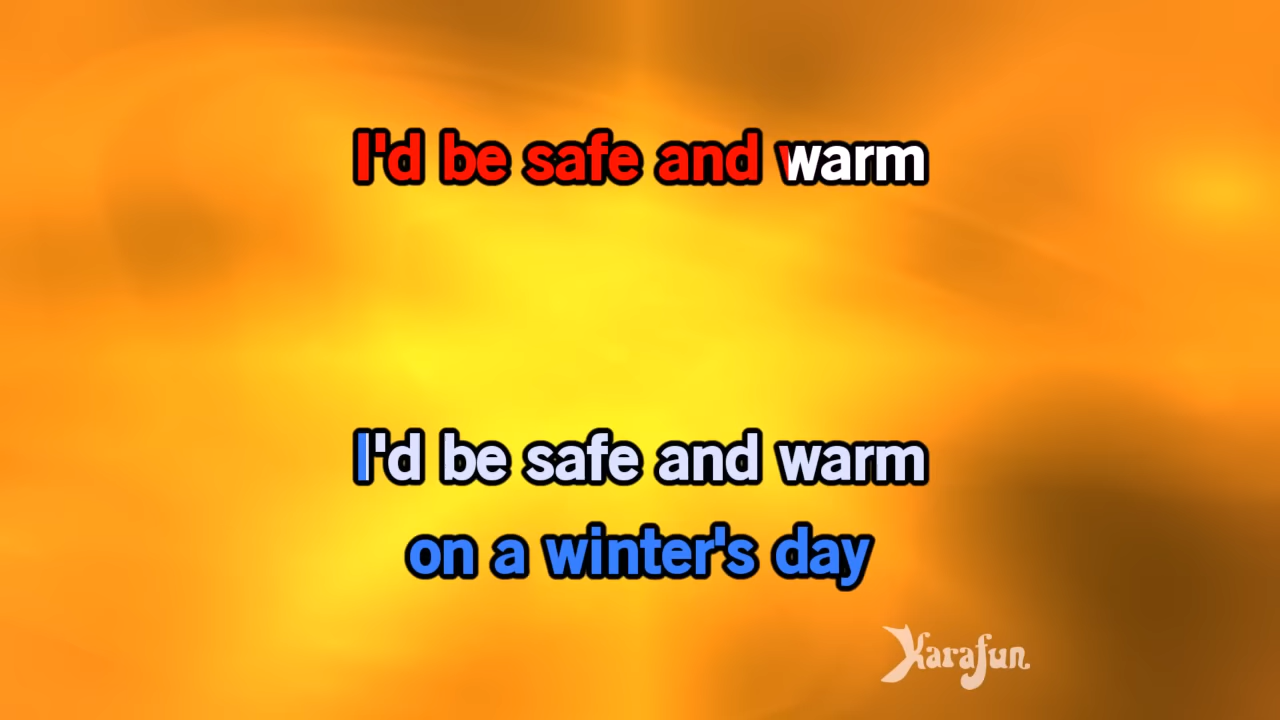 I'd be safe and warm
I'd be safe and warm
on a winter's day
Karafun